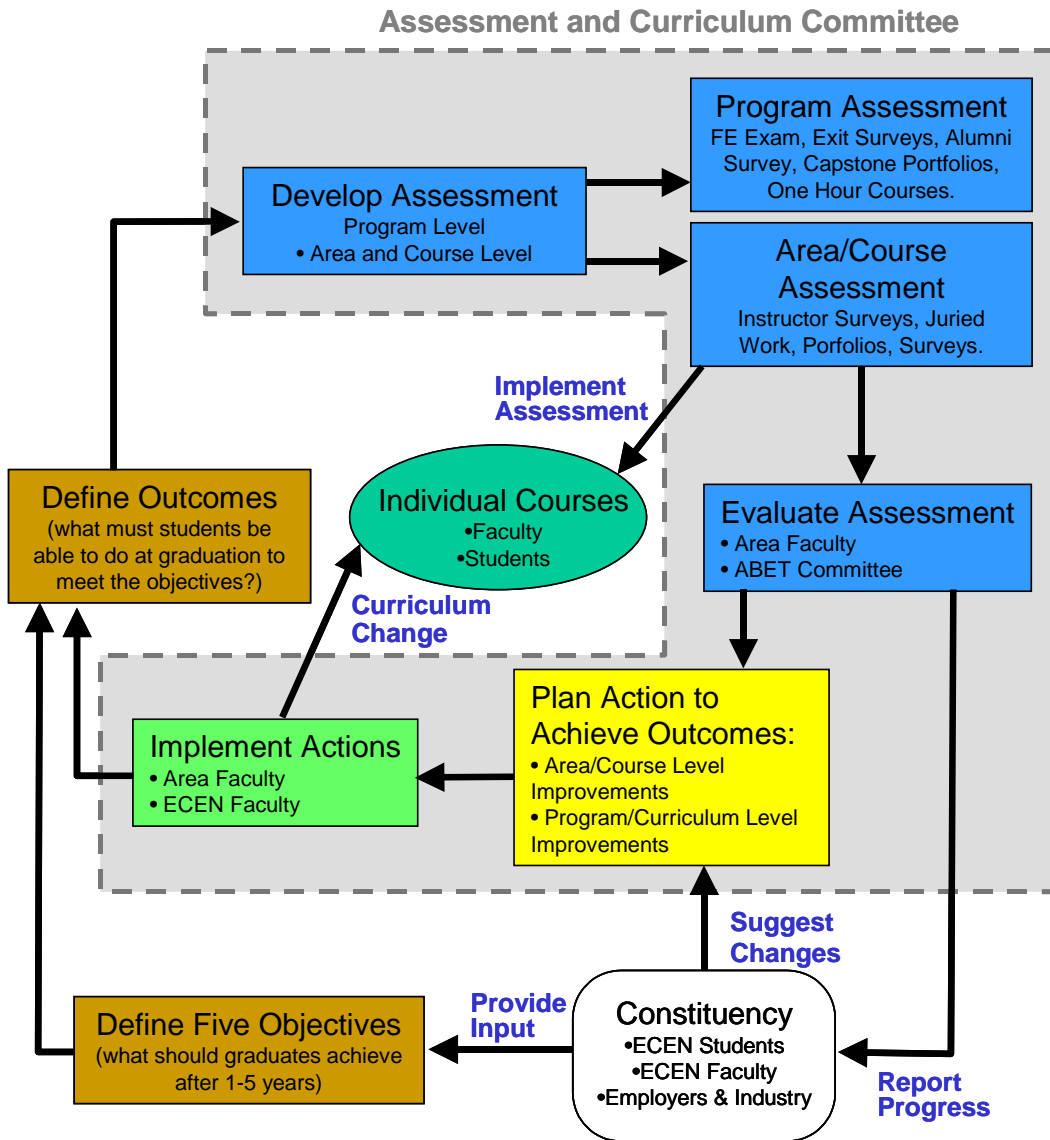 Assessment and Curriculum Committee
Program Assessment
FE Exam, Exit Surveys, Alumni
Survey, Capstone Portfolios,
One Hour Courses.
Develop Assessment
Program Level
• Area and Course Level
Area/Course
Assessment
Instructor Surveys, Juried
Work, Porfolios, Surveys.
Implement
Assessment
Define Outcomes
(what must students be
able to do at graduation to
meet the objectives?)
Individual Courses
•Faculty
•Students
Evaluate Assessment
• Area Faculty
• ABET Committee
Curriculum
Change
Plan Action to
Achieve Outcomes:
• Area/Course Level
Improvements
• Program/Curriculum Level
Improvements
Implement Actions
• Area Faculty
• ECEN Faculty
Suggest
Changes
Provide
Input
Define Five Objectives
(what should graduates achieve
after 1-5 years)
Constituency
•ECEN Students
•ECEN Faculty
•Employers & Industry
Report
Progress